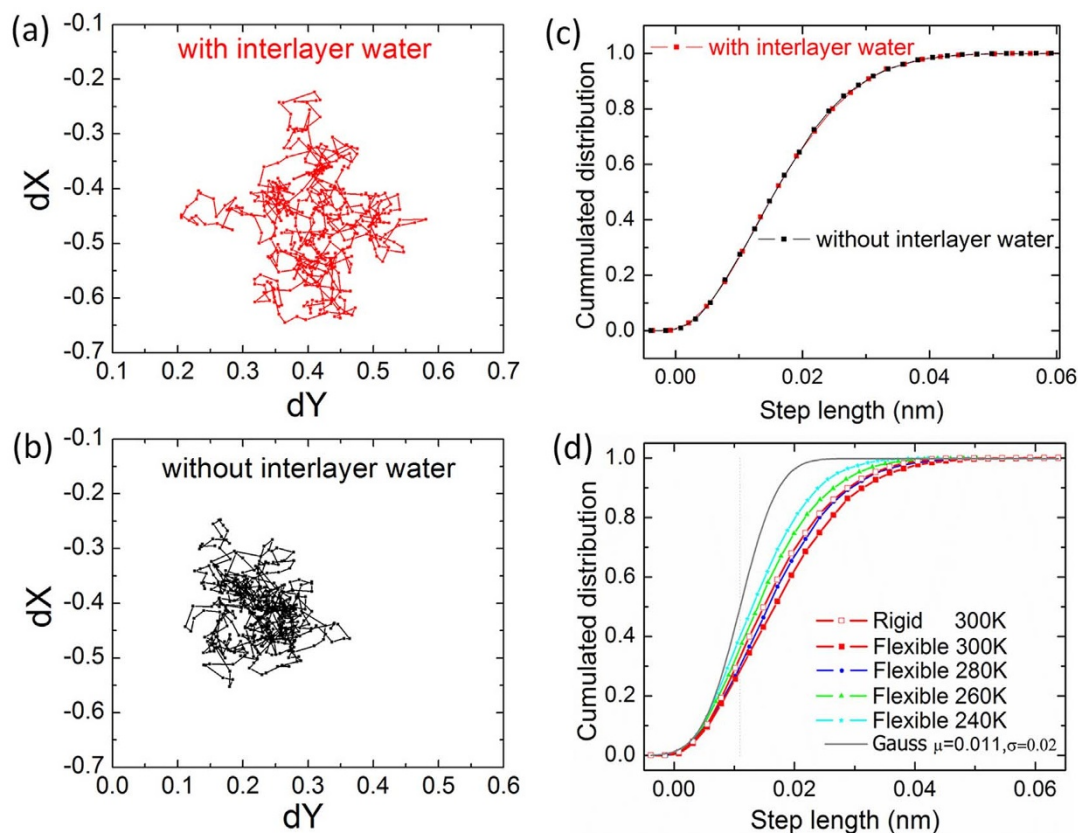 (a)
with interlayer water
-0.1
-0.2
-0.3
-0.4
-0.5
-0.6
-0.7
dX
0.1 0.2 0.3 0.4 0.5 0.6 0.7
dY
(b)
without interlayer water
-0.1
-0.2
-0.3
-0.4
-0.5
-0.6
-0.7
dX
0.0 0.1 0.2 0.3 0.4 0.5 0.6
dY
(c)
with interlayer water
without interlayer water
1.0
0.8
0.6
0.4
0.2
0.0
Cummulated distribution
0.00 0.02 0.04 0.06
Step length (nm)
(d)
1.0
0.8
0.6
0.4
0.2
0.0
Cumulated distribution
Rigid 300K
Flexible 300K
Flexible 280K
Flexible 260K
Flexible 240K
Gauss μ=0.011,σ=0.02
0.00 0.02 0.04 0.06
Step length (nm)